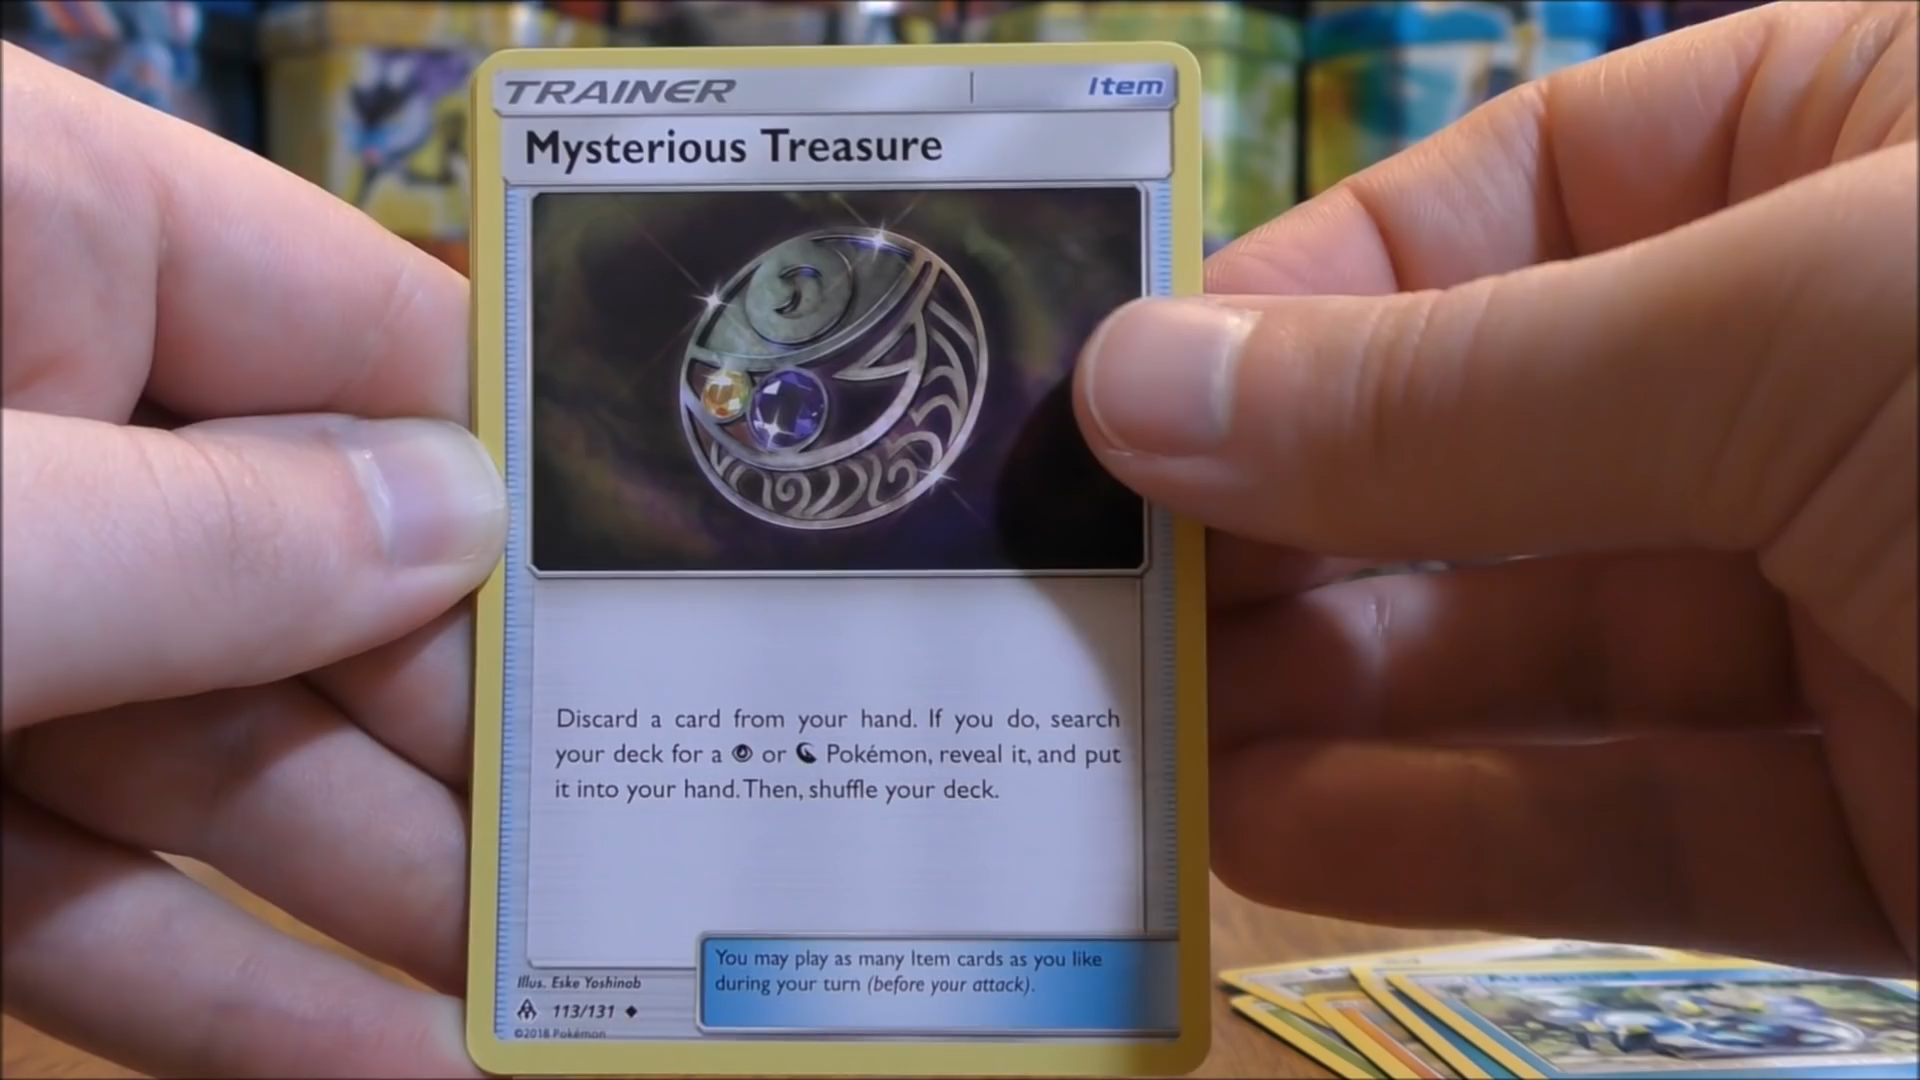 TRAINER Item
Mysterious Treasure
Discard a card from your hand. If you do, search
your deck for a or Pokémon, reveal it, and put
it into your hand. Then, shuffle your deck.
You may play as many Item cards as you like
during your turn (before your attack).
Illus. Eske Yoshinob
113/131
©2018 Pokémon
Araquanid